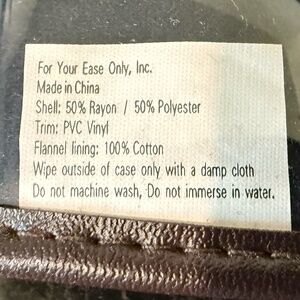 For Your Ease Only, Inc.
Made in China
Shell: 50% Rayon / 50% Polyester
Trim: PVC Vinyl
Flannel lining: 100% Cotton
Wipe outside of case only with a damp cloth
Do not machine wash, Do not immerse in water.